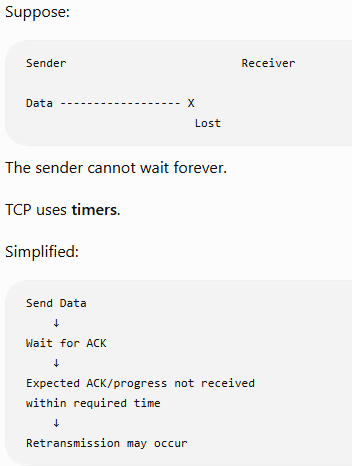 Suppose:
Sender Receiver
Data ------------------ X
Lost
The sender cannot wait forever.
TCP uses timers.
Simplified:
Send Data
↓
Wait for ACK
↓
Expected ACK/progress not received
within required time
↓
Retransmission may occur